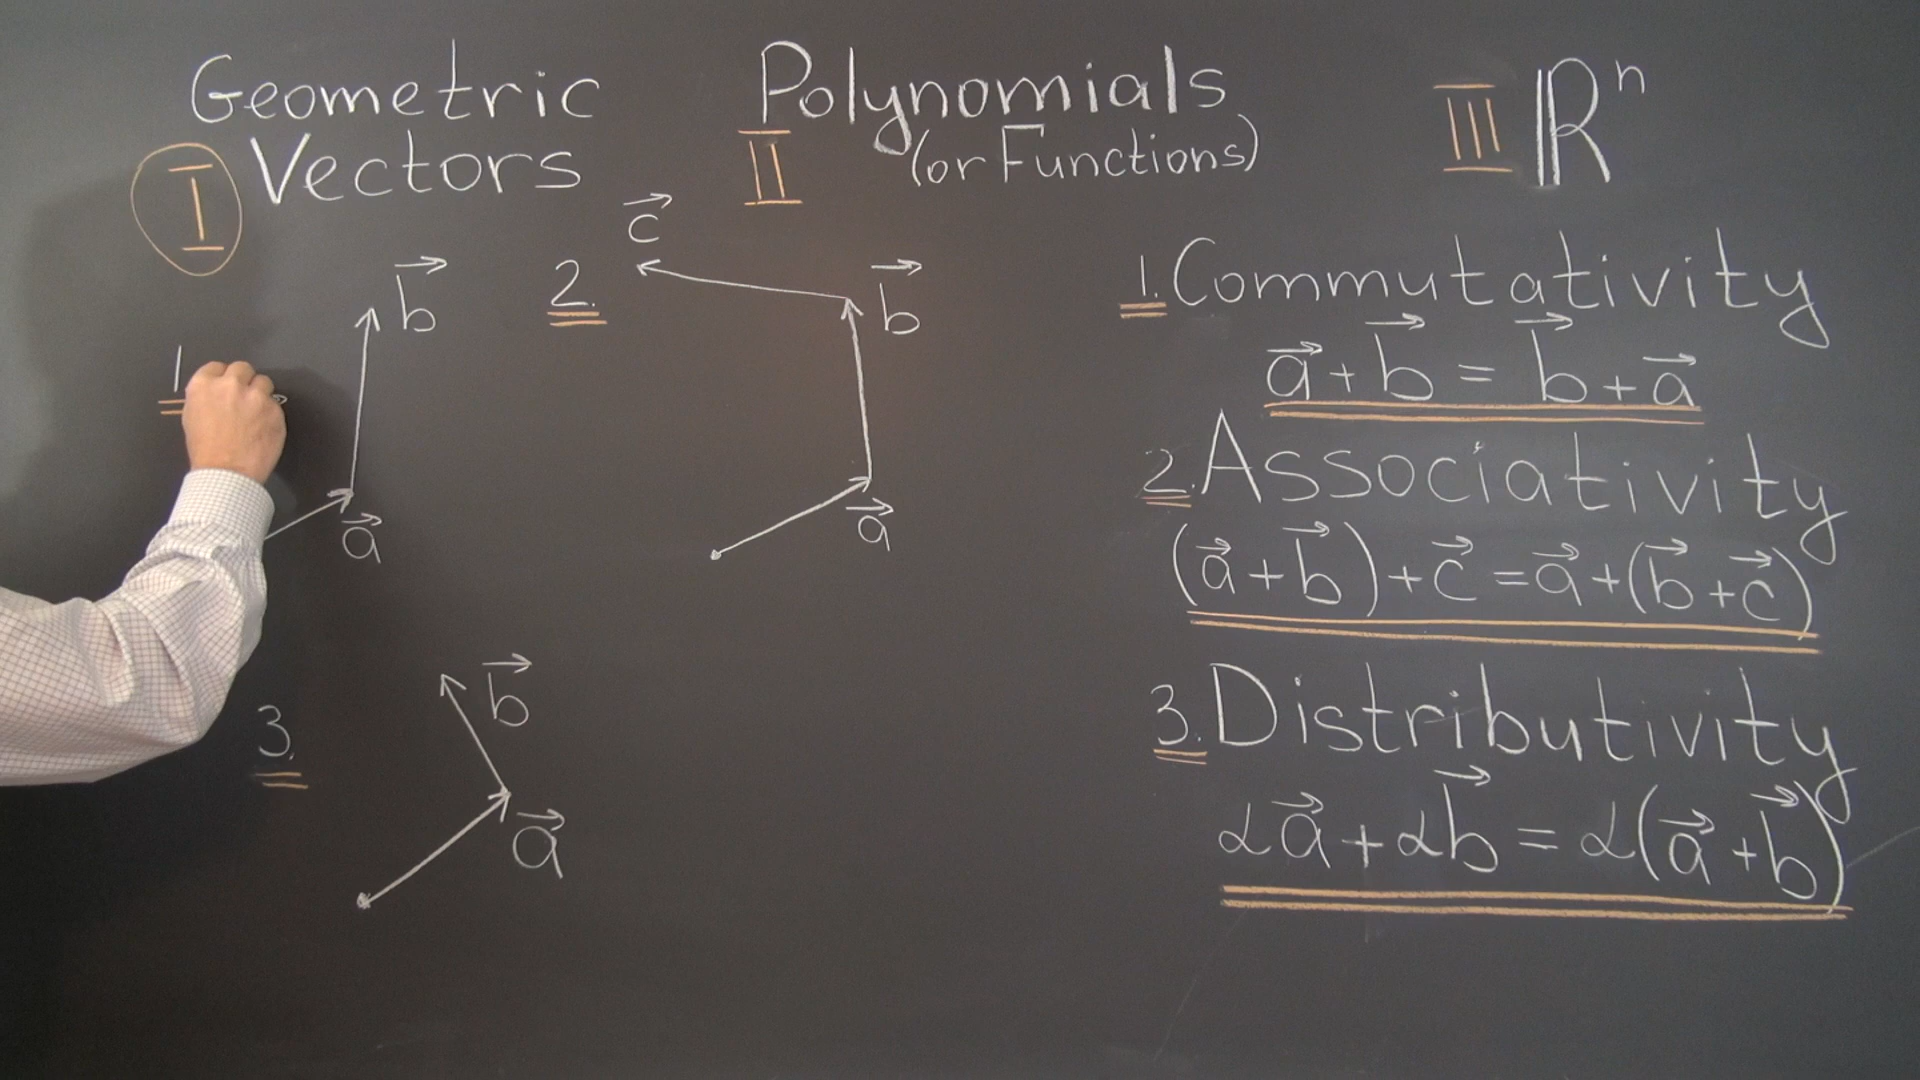 Geometric
Vectors
I
Polynomials
(or Functions)
II
III ℝⁿ
1
b⃗
a⃗
2.
c⃗
b⃗
a⃗
3.
b⃗
a⃗
1. Commutativity
a⃗ + b⃗ = b⃗ + a⃗
2. Associativity
(a⃗ + b⃗) + c⃗ = a⃗ + (b⃗ + c⃗)
3. Distributivity
αa⃗ + αb⃗ = α(a⃗ + b⃗)